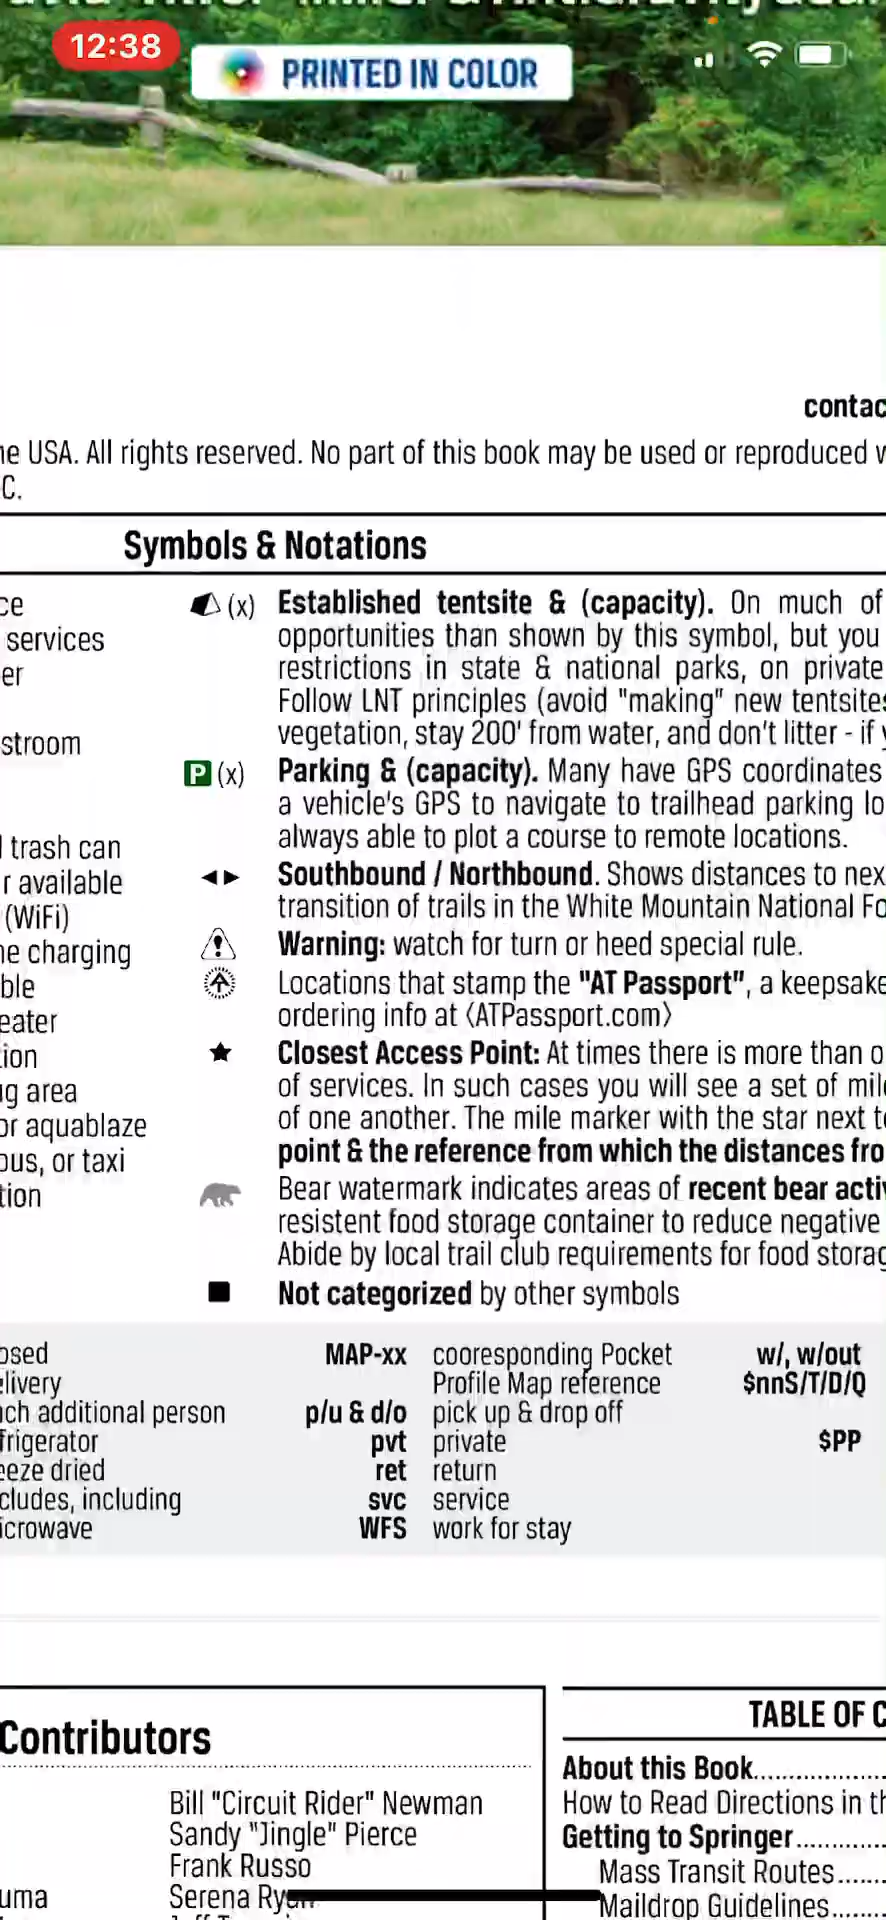 12:38
PRINTED IN COLOR
contac
ne USA. All rights reserved. No part of this book may be used or reproduced w
C.
Symbols & Notations
ce
services
er
stroom
l trash can
r available
(WiFi)
ne charging
ble
eater
ion
ng area
or aquablaze
ous, or taxi
tion
(x) Established tentsite & (capacity). On much of
opportunities than shown by this symbol, but you
restrictions in state & national parks, on private
Follow LNT principles (avoid "making" new tentsites
vegetation, stay 200' from water, and don't litter - if y
P (x) Parking & (capacity). Many have GPS coordinates
a vehicle's GPS to navigate to trailhead parking lo
always able to plot a course to remote locations.
◀ ▶ Southbound / Northbound. Shows distances to nex
transition of trails in the White Mountain National Fo
Warning: watch for turn or heed special rule.
Locations that stamp the "AT Passport", a keepsake
ordering info at ⟨ATPassport.com⟩
★ Closest Access Point: At times there is more than o
of services. In such cases you will see a set of mile
of one another. The mile marker with the star next to
point & the reference from which the distances fro
Bear watermark indicates areas of recent bear activ
resistent food storage container to reduce negative
Abide by local trail club requirements for food storag
■ Not categorized by other symbols
osed
elivery
ach additional person
frigerator
eeze dried
cludes, including
icrowave
MAP-xx cooresponding Pocket
Profile Map reference
p/u & d/o pick up & drop off
pvt private
ret return
svc service
WFS work for stay
w/, w/out
$nnS/T/D/Q
$PP
Contributors
Bill "Circuit Rider" Newman
Sandy "Jingle" Pierce
Frank Russo
uma Serena Ryan
TABLE OF C
About this Book
How to Read Directions in th
Getting to Springer
Mass Transit Routes
Maildrop Guidelines